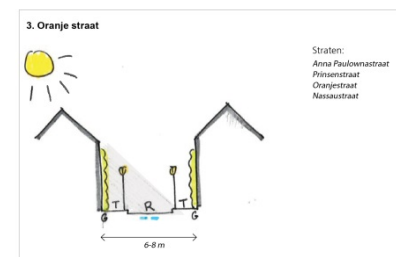 3. Oranje straat
Straten:
Anna Paulownastraat
Prinsenstraat
Oranjestraat
Nassaustraat
T R T
G G
6-8 m